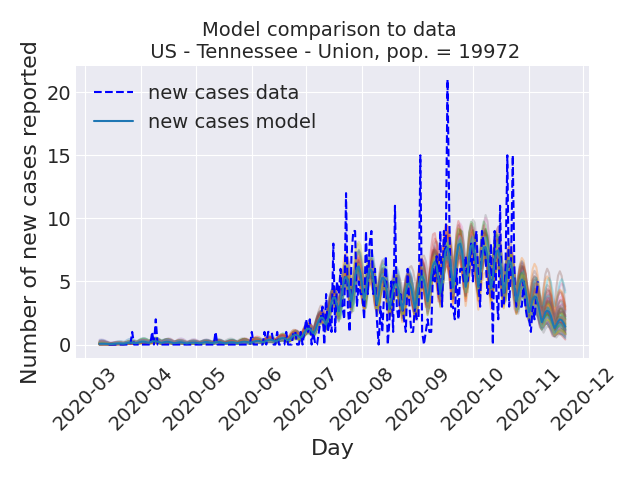 Model comparison to data
US - Tennessee - Union, pop. = 19972
new cases data
new cases model
Number of new cases reported
20
15
10
5
0
2020-03
2020-04
2020-05
2020-06
2020-07
2020-08
2020-09
2020-10
2020-11
2020-12
Day